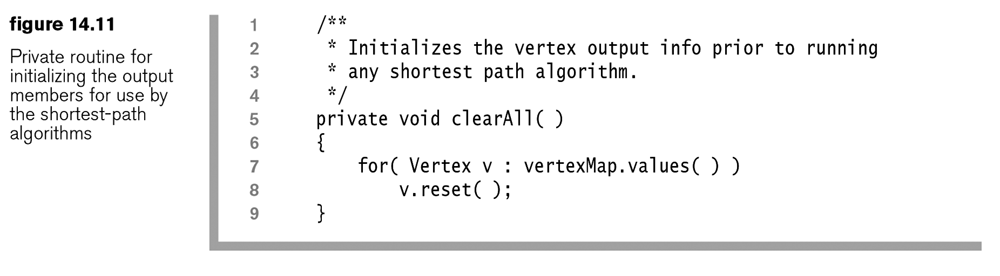 figure 14.11
Private routine for
initializing the output
members for use by
the shortest-path
algorithms
1 /**
2 * Initializes the vertex output info prior to running
3 * any shortest path algorithm.
4 */
5 private void clearAll( )
6 {
7 for( Vertex v : vertexMap.values( ) )
8 v.reset( );
9 }